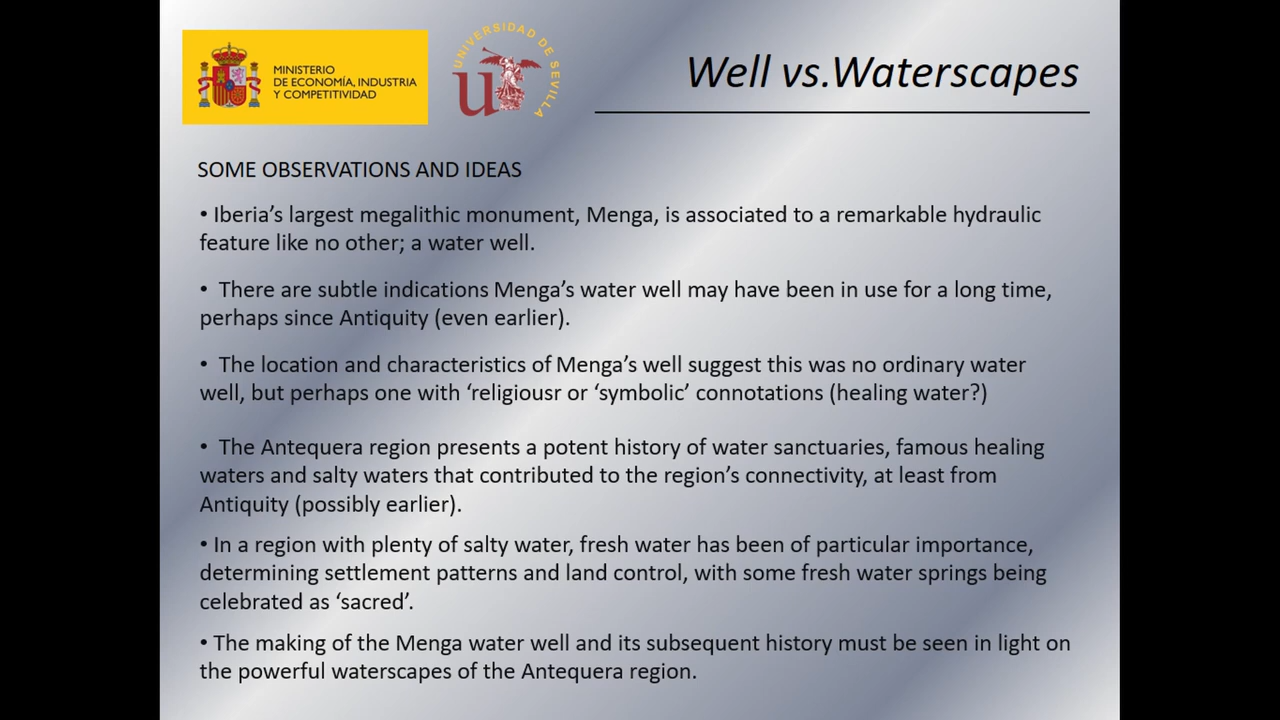 MINISTERIO
DE ECONOMÍA, INDUSTRIA
Y COMPETITIVIDAD
UNIVERSIDAD DE SEVILLA
Well vs.Waterscapes
SOME OBSERVATIONS AND IDEAS
• Iberia’s largest megalithic monument, Menga, is associated to a remarkable hydraulic
feature like no other; a water well.
• There are subtle indications Menga’s water well may have been in use for a long time,
perhaps since Antiquity (even earlier).
• The location and characteristics of Menga’s well suggest this was no ordinary water
well, but perhaps one with ‘religiousr or ‘symbolic’ connotations (healing water?)
• The Antequera region presents a potent history of water sanctuaries, famous healing
waters and salty waters that contributed to the region’s connectivity, at least from
Antiquity (possibly earlier).
• In a region with plenty of salty water, fresh water has been of particular importance,
determining settlement patterns and land control, with some fresh water springs being
celebrated as ‘sacred’.
• The making of the Menga water well and its subsequent history must be seen in light on
the powerful waterscapes of the Antequera region.